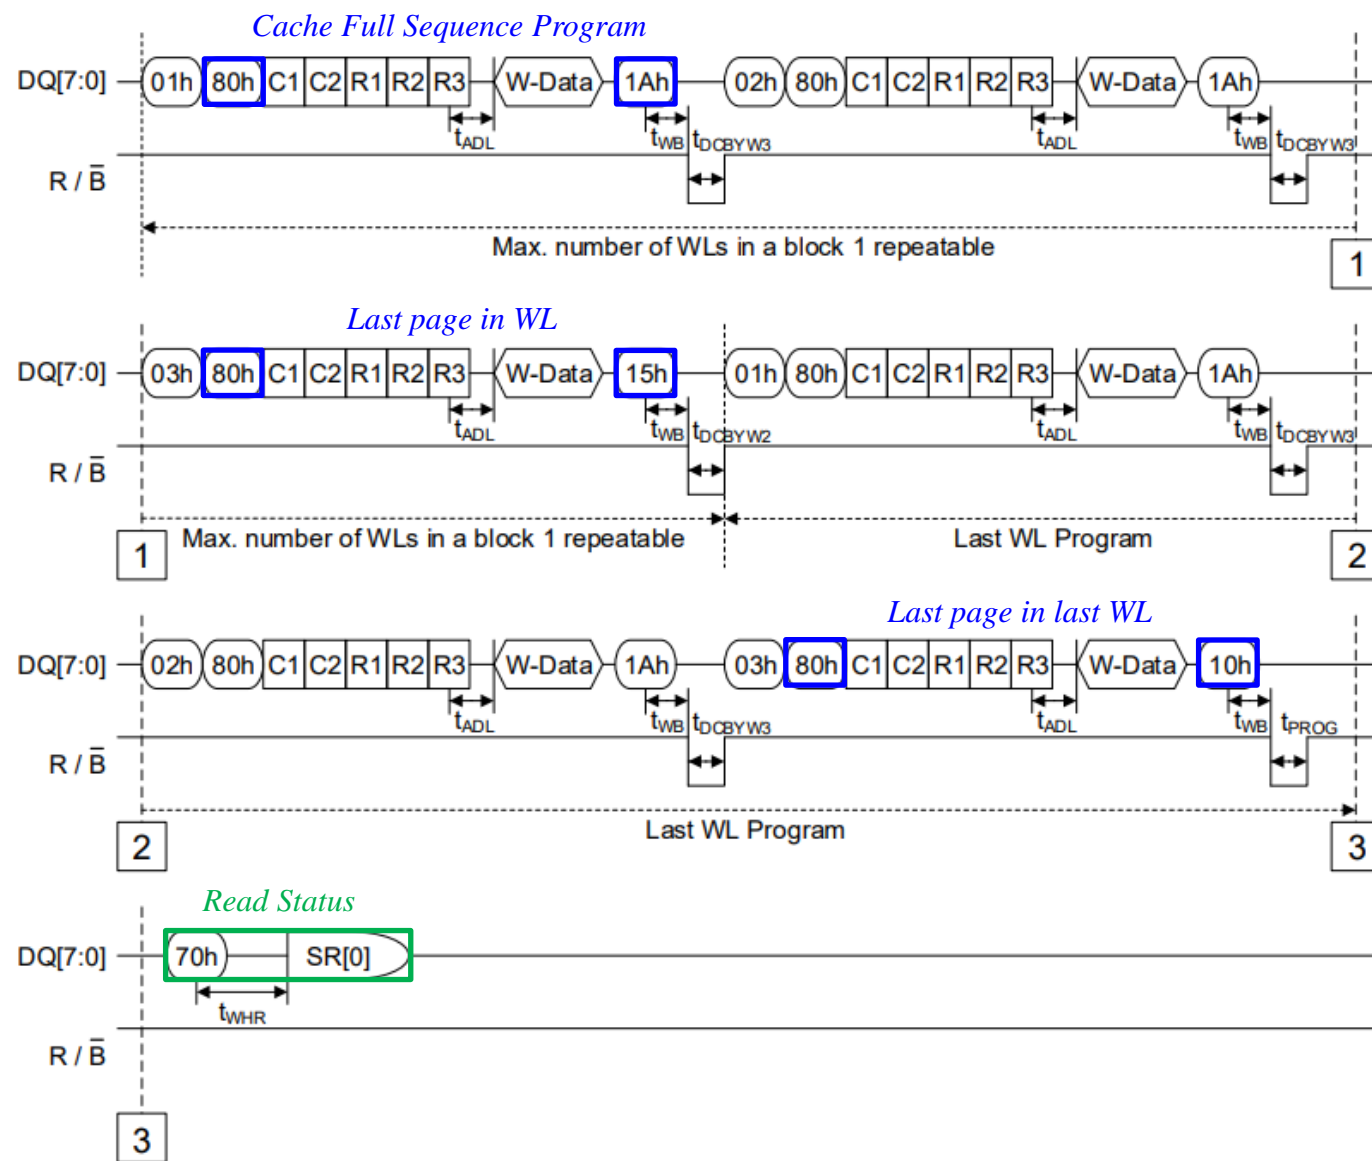 Cache Full Sequence Program
DQ[7:0] 01h 80h C1 C2 R1 R2 R3 W-Data 1Ah 02h 80h C1 C2 R1 R2 R3 W-Data 1Ah
tADL tWB tDCBYW3 tADL tWB tDCBYW3
R / B̅
Max. number of WLs in a block 1 repeatable
1
Last page in WL
DQ[7:0] 03h 80h C1 C2 R1 R2 R3 W-Data 15h 01h 80h C1 C2 R1 R2 R3 W-Data 1Ah
tADL tWB tDCBYW2 tADL tWB tDCBYW3
R / B̅
Max. number of WLs in a block 1 repeatable Last WL Program
1 2
Last page in last WL
DQ[7:0] 02h 80h C1 C2 R1 R2 R3 W-Data 1Ah 03h 80h C1 C2 R1 R2 R3 W-Data 10h
tADL tWB tDCBYW3 tADL tWB tPROG
R / B̅
Last WL Program
2 3
Read Status
DQ[7:0] 70h SR[0]
tWHR
R / B̅
3